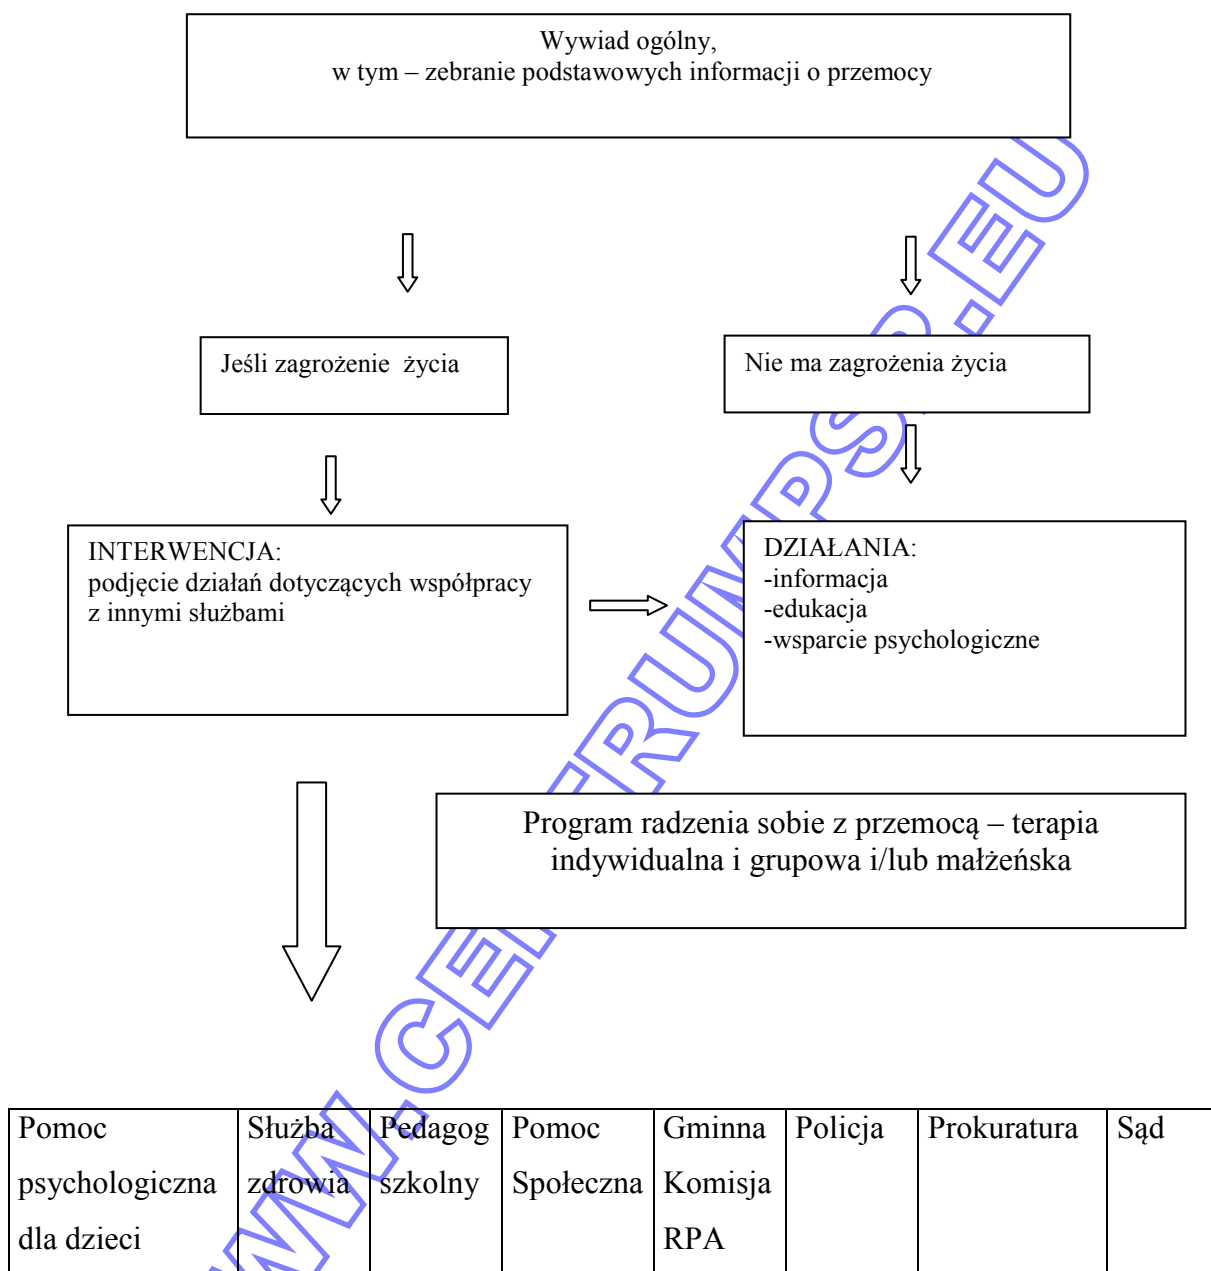 Wywiad ogólny,
w tym – zebranie podstawowych informacji o przemocy
Jeśli zagrożenie życia
Nie ma zagrożenia życia
INTERWENCJA:
podjęcie działań dotyczących współpracy
z innymi służbami
DZIAŁANIA:
-informacja
-edukacja
-wsparcie psychologiczne
Program radzenia sobie z przemocą – terapia
indywidualna i grupowa i/lub małżeńska
Pomoc
psychologiczna
dla dzieci
Służba
zdrowia
Pedagog
szkolny
Pomoc
Społeczna
Gminna
Komisja
RPA
Policja
Prokuratura
Sąd